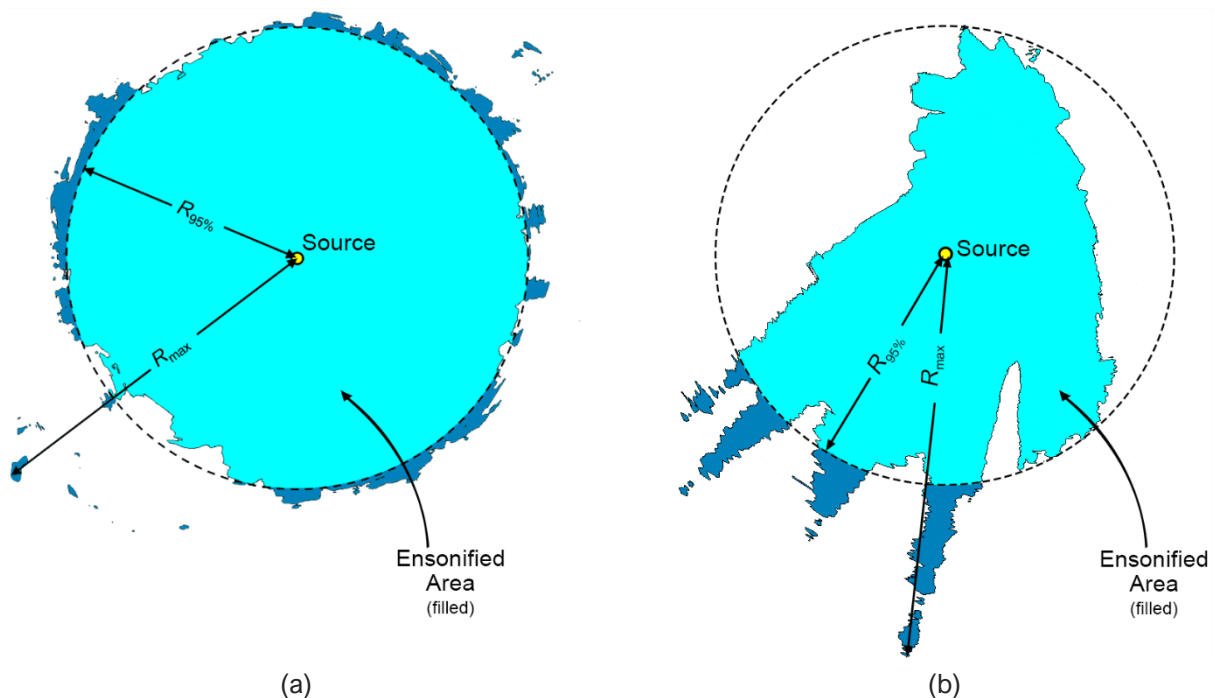 Source
R95%
Rmax
Ensonified
Area
(filled)
(a)
Source
R95%
Rmax
Ensonified
Area
(filled)
(b)